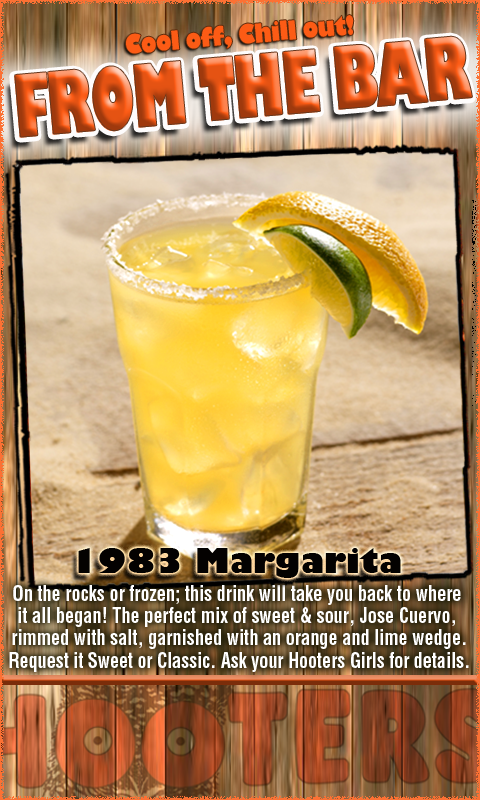 Cool off, Chill out!
FROM THE BAR
1983 Margarita
On the rocks or frozen; this drink will take you back to where
it all began! The perfect mix of sweet & sour, Jose Cuervo,
rimmed with salt, garnished with an orange and lime wedge.
Request it Sweet or Classic. Ask your Hooters Girls for details.
HOOTERS